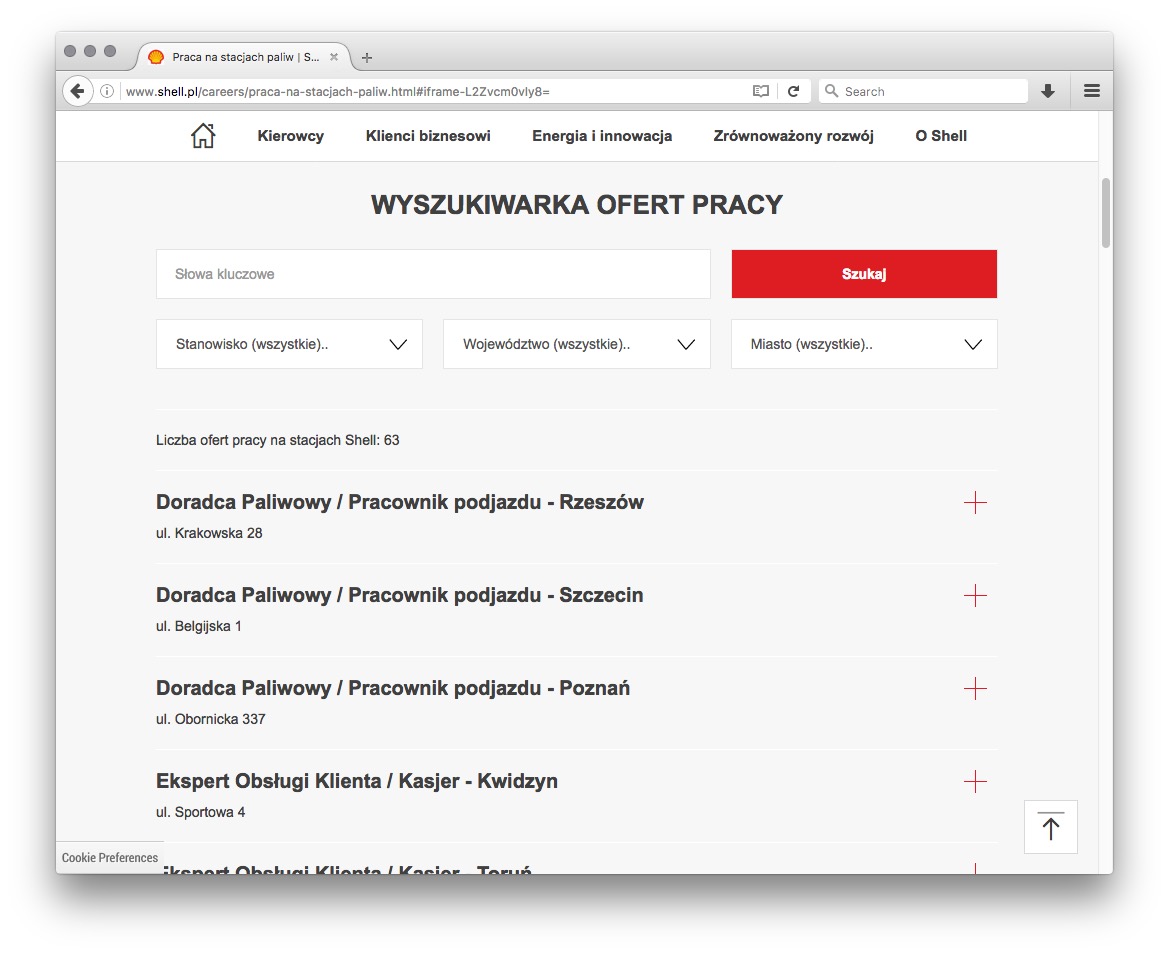 Praca na stacjach paliw | S...
www.shell.pl/careers/praca-na-stacjach-paliw.html#iframe-L2Zvcm0vly8=
Search
Kierowcy
Klienci biznesowi
Energia i innowacja
Zrównoważony rozwój
O Shell
WYSZUKIWARKA OFERT PRACY
Słowa kluczowe
Szukaj
Stanowisko (wszystkie)..
Województwo (wszystkie)..
Miasto (wszystkie)..
Liczba ofert pracy na stacjach Shell: 63
Doradca Paliwowy / Pracownik podjazdu - Rzeszów
ul. Krakowska 28
Doradca Paliwowy / Pracownik podjazdu - Szczecin
ul. Belgijska 1
Doradca Paliwowy / Pracownik podjazdu - Poznań
ul. Obornicka 337
Ekspert Obsługi Klienta / Kasjer - Kwidzyn
ul. Sportowa 4
Cookie Preferences
Ekspert Obsługi Klienta / Kasjer - Toruń